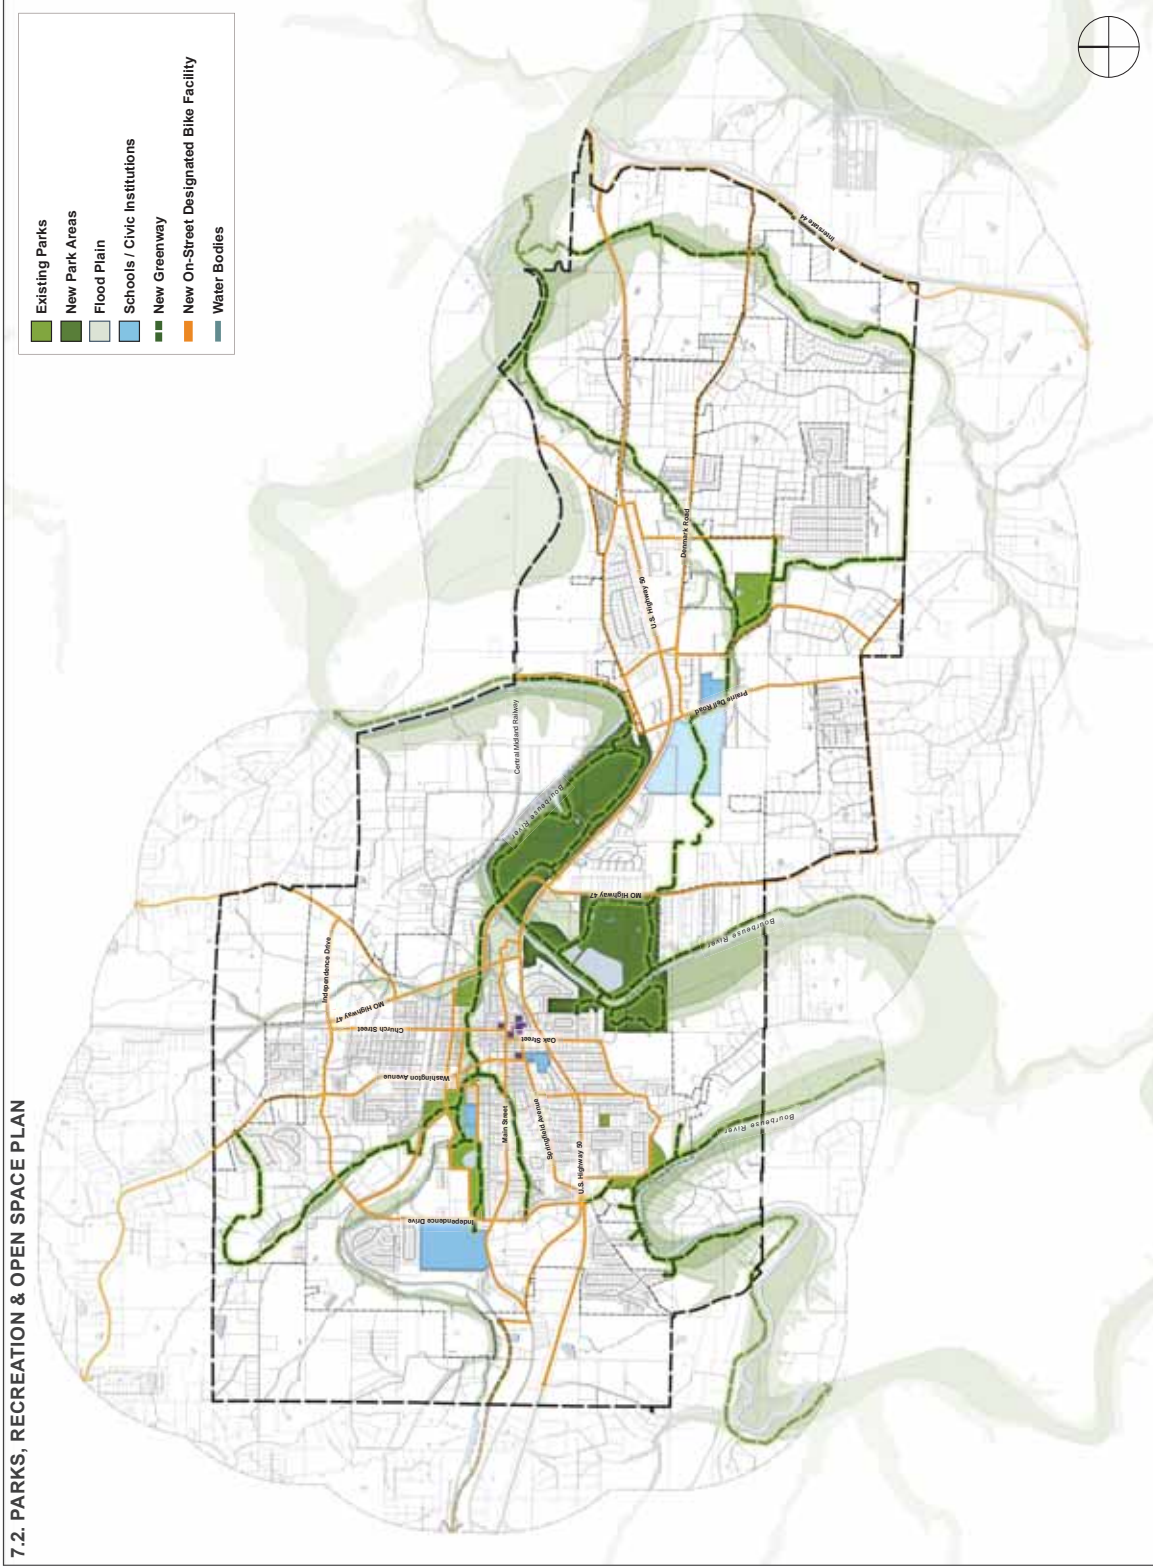 7.2. PARKS, RECREATION & OPEN SPACE PLAN
Existing Parks
New Park Areas
Flood Plain
Schools / Civic Institutions
New Greenway
New On-Street Designated Bike Facility
Water Bodies
Independence Drive
MO Highway 47
Church Street
Washington Avenue
Main Street
Springfield Avenue
U.S. Highway 50
Oak Street
Independence Drive
Bourbeuse River
Bourbeuse River
MO Highway 47
Bourbeuse River
Central Midland Railway
Prairie Dell Road
U.S. Highway 50
Denmark Road
Interstate 44